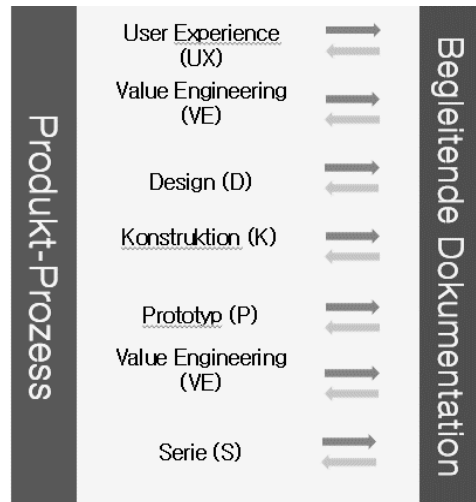 Produkt-Prozess
User Experience
(UX)
Value Engineering
(VE)
Design (D)
Konstruktion (K)
Prototyp (P)
Value Engineering
(VE)
Serie (S)
Begleitende Dokumentation